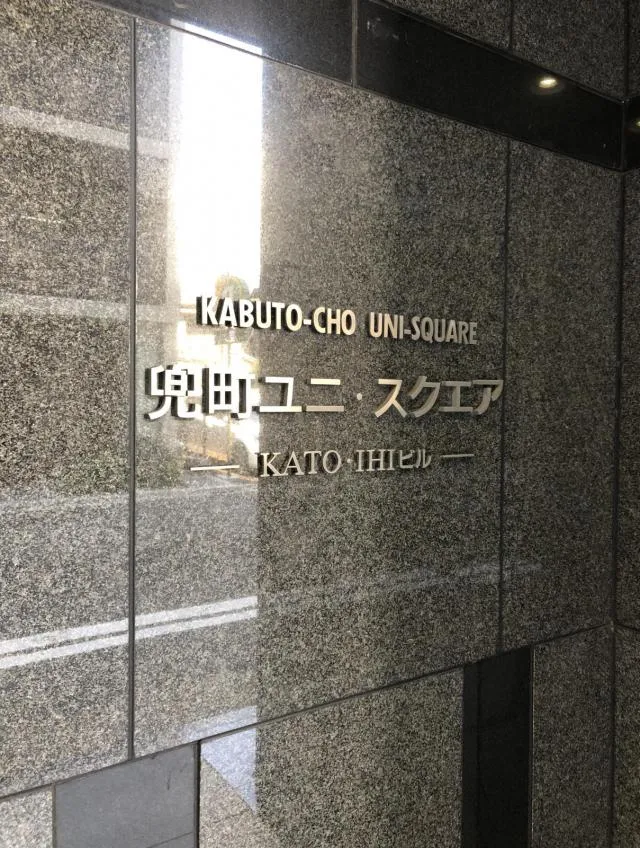 KABUTO-CHO UNI-SQUARE
兜町ユニ・スクエア
— KATO・IHIビル —